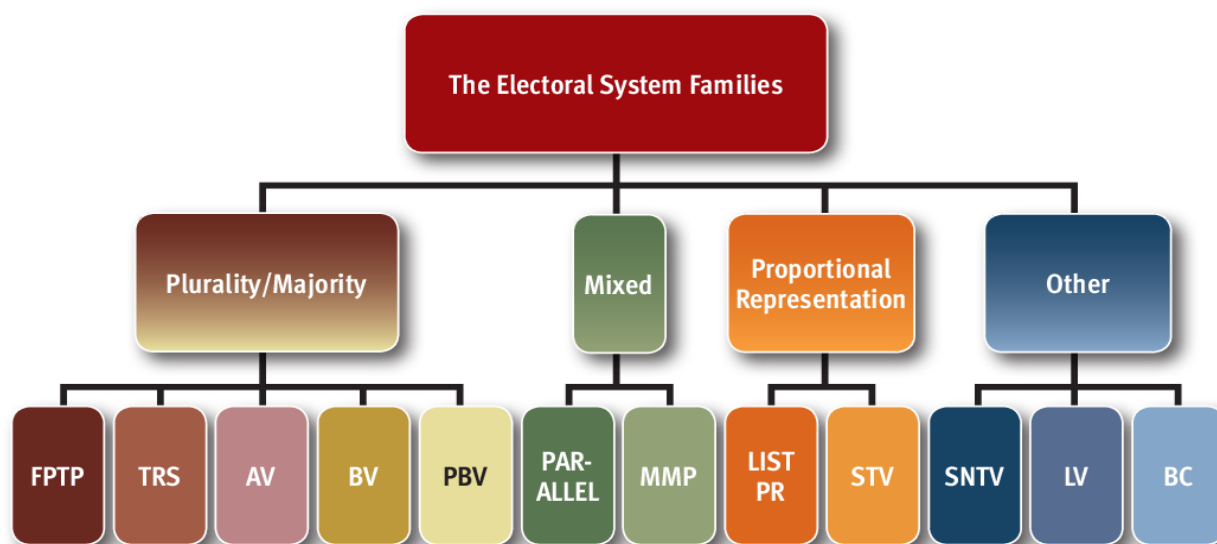 The Electoral System Families
Plurality/Majority
Mixed
Proportional
Representation
Other
FPTP
TRS
AV
BV
PBV
PAR-
ALLEL
MMP
LIST
PR
STV
SNTV
LV
BC